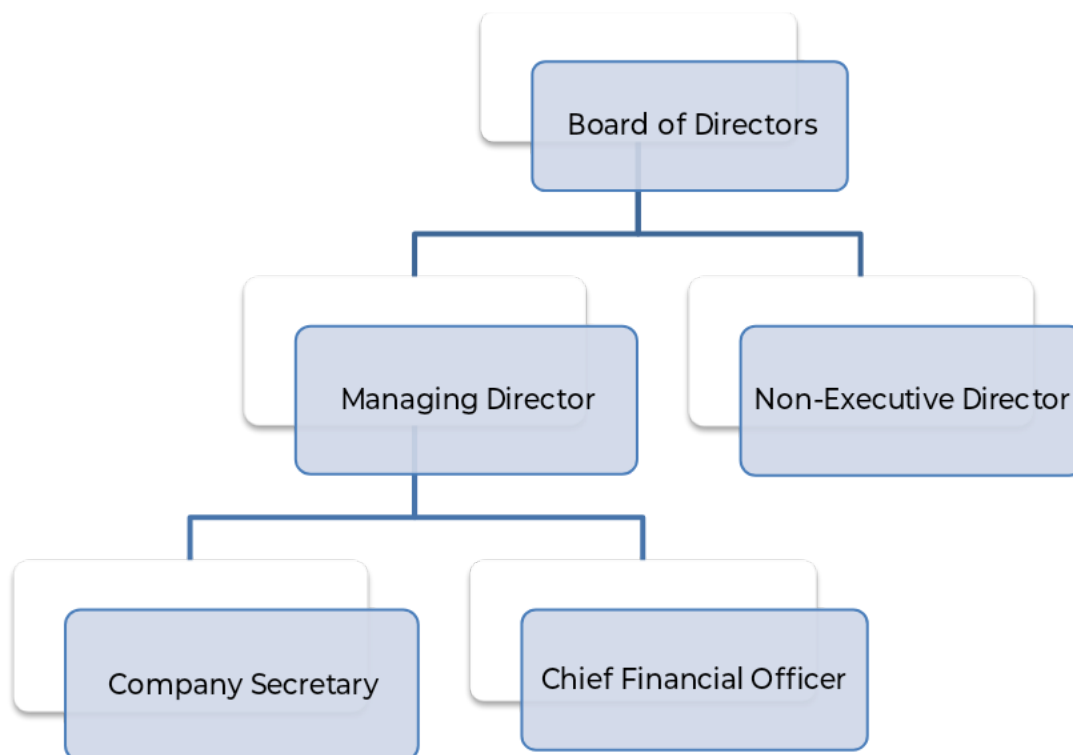 Board of Directors
Managing Director
Non-Executive Director
Company Secretary
Chief Financial Officer